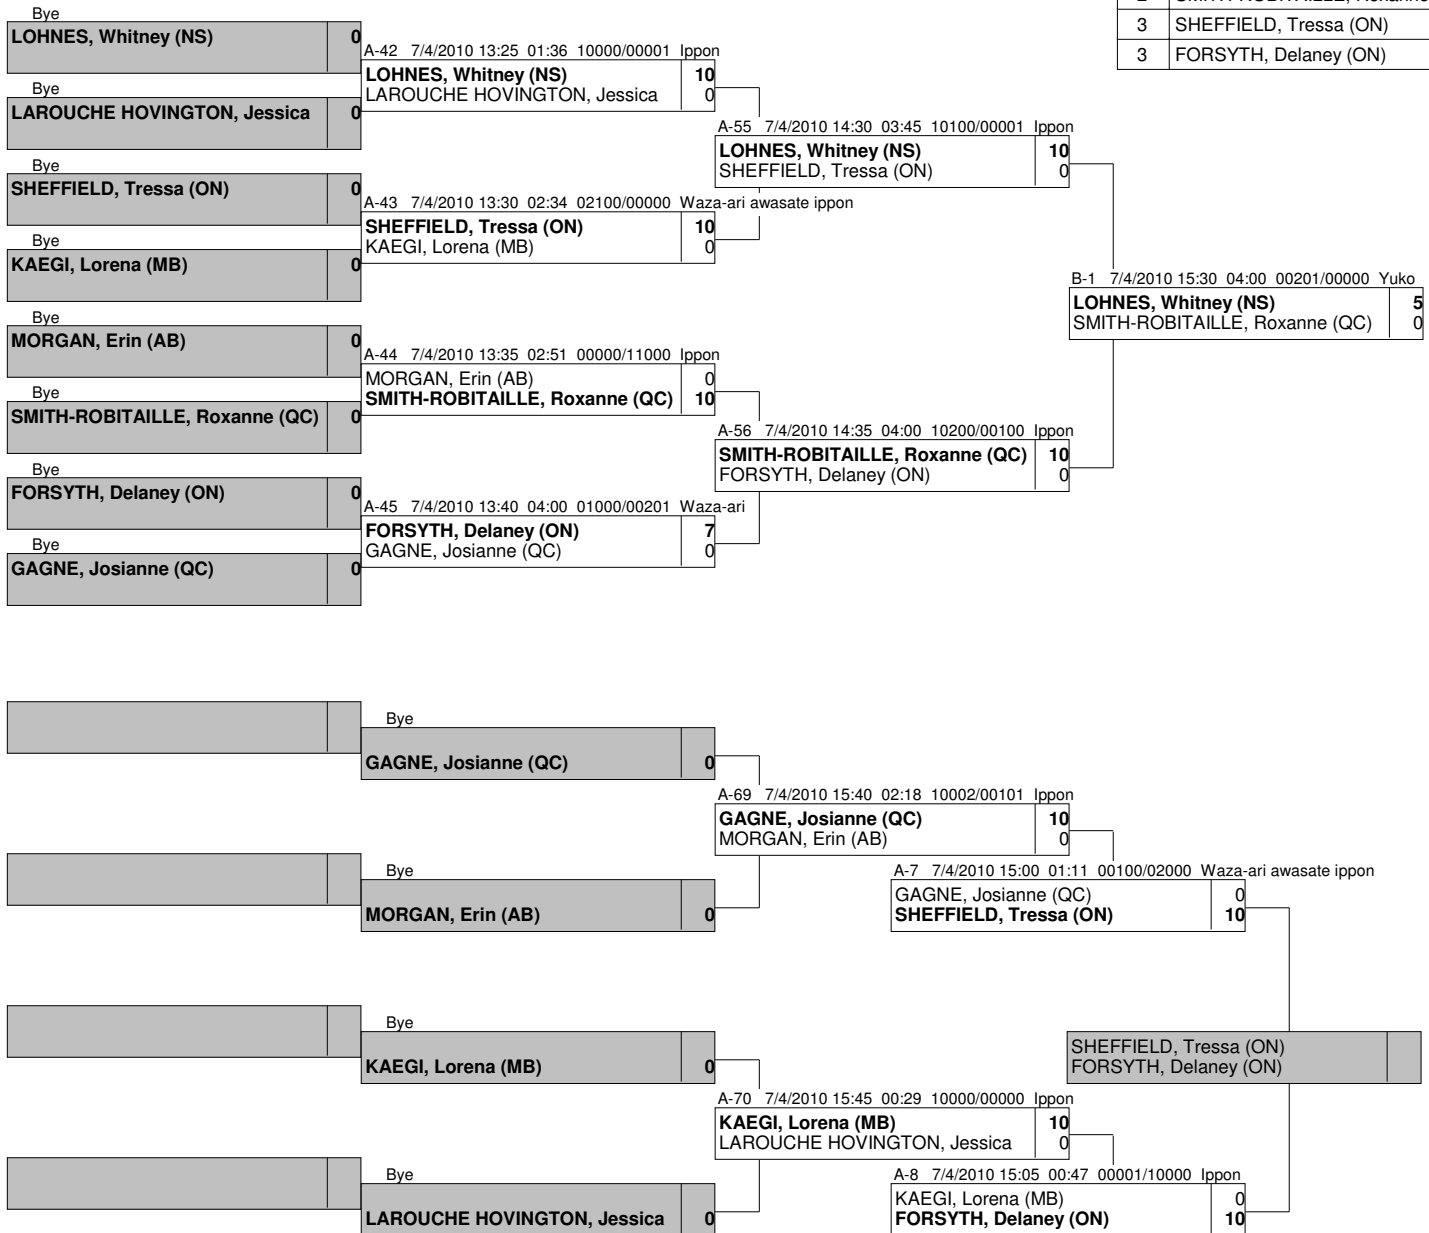 3 SHEFFIELD, Tressa (ON)
3 FORSYTH, Delaney (ON)
Bye
LOHNES, Whitney (NS) 0
Bye
LAROUCHE HOVINGTON, Jessica 0
Bye
SHEFFIELD, Tressa (ON) 0
Bye
KAEGI, Lorena (MB) 0
Bye
MORGAN, Erin (AB) 0
Bye
SMITH-ROBITAILLE, Roxanne (QC) 0
Bye
FORSYTH, Delaney (ON) 0
Bye
GAGNE, Josianne (QC) 0
A-42 7/4/2010 13:25 01:36 10000/00001 Ippon
LOHNES, Whitney (NS) 10
LAROUCHE HOVINGTON, Jessica 0
A-43 7/4/2010 13:30 02:34 02100/00000 Waza-ari awasate ippon
SHEFFIELD, Tressa (ON) 10
KAEGI, Lorena (MB) 0
A-44 7/4/2010 13:35 02:51 00000/11000 Ippon
MORGAN, Erin (AB) 0
SMITH-ROBITAILLE, Roxanne (QC) 10
A-45 7/4/2010 13:40 04:00 01000/00201 Waza-ari
FORSYTH, Delaney (ON) 7
GAGNE, Josianne (QC) 0
A-55 7/4/2010 14:30 03:45 10100/00001 Ippon
LOHNES, Whitney (NS) 10
SHEFFIELD, Tressa (ON) 0
A-56 7/4/2010 14:35 04:00 10200/00100 Ippon
SMITH-ROBITAILLE, Roxanne (QC) 10
FORSYTH, Delaney (ON) 0
B-1 7/4/2010 15:30 04:00 00201/00000 Yuko
LOHNES, Whitney (NS) 5
SMITH-ROBITAILLE, Roxanne (QC) 0
Bye
GAGNE, Josianne (QC) 0
Bye
MORGAN, Erin (AB) 0
Bye
KAEGI, Lorena (MB) 0
Bye
LAROUCHE HOVINGTON, Jessica 0
A-69 7/4/2010 15:40 02:18 10002/00101 Ippon
GAGNE, Josianne (QC) 10
MORGAN, Erin (AB) 0
A-70 7/4/2010 15:45 00:29 10000/00000 Ippon
KAEGI, Lorena (MB) 10
LAROUCHE HOVINGTON, Jessica 0
A-7 7/4/2010 15:00 01:11 00100/02000 Waza-ari awasate ippon
GAGNE, Josianne (QC) 0
SHEFFIELD, Tressa (ON) 10
A-8 7/4/2010 15:05 00:47 00001/10000 Ippon
KAEGI, Lorena (MB) 0
FORSYTH, Delaney (ON) 10
SHEFFIELD, Tressa (ON)
FORSYTH, Delaney (ON)